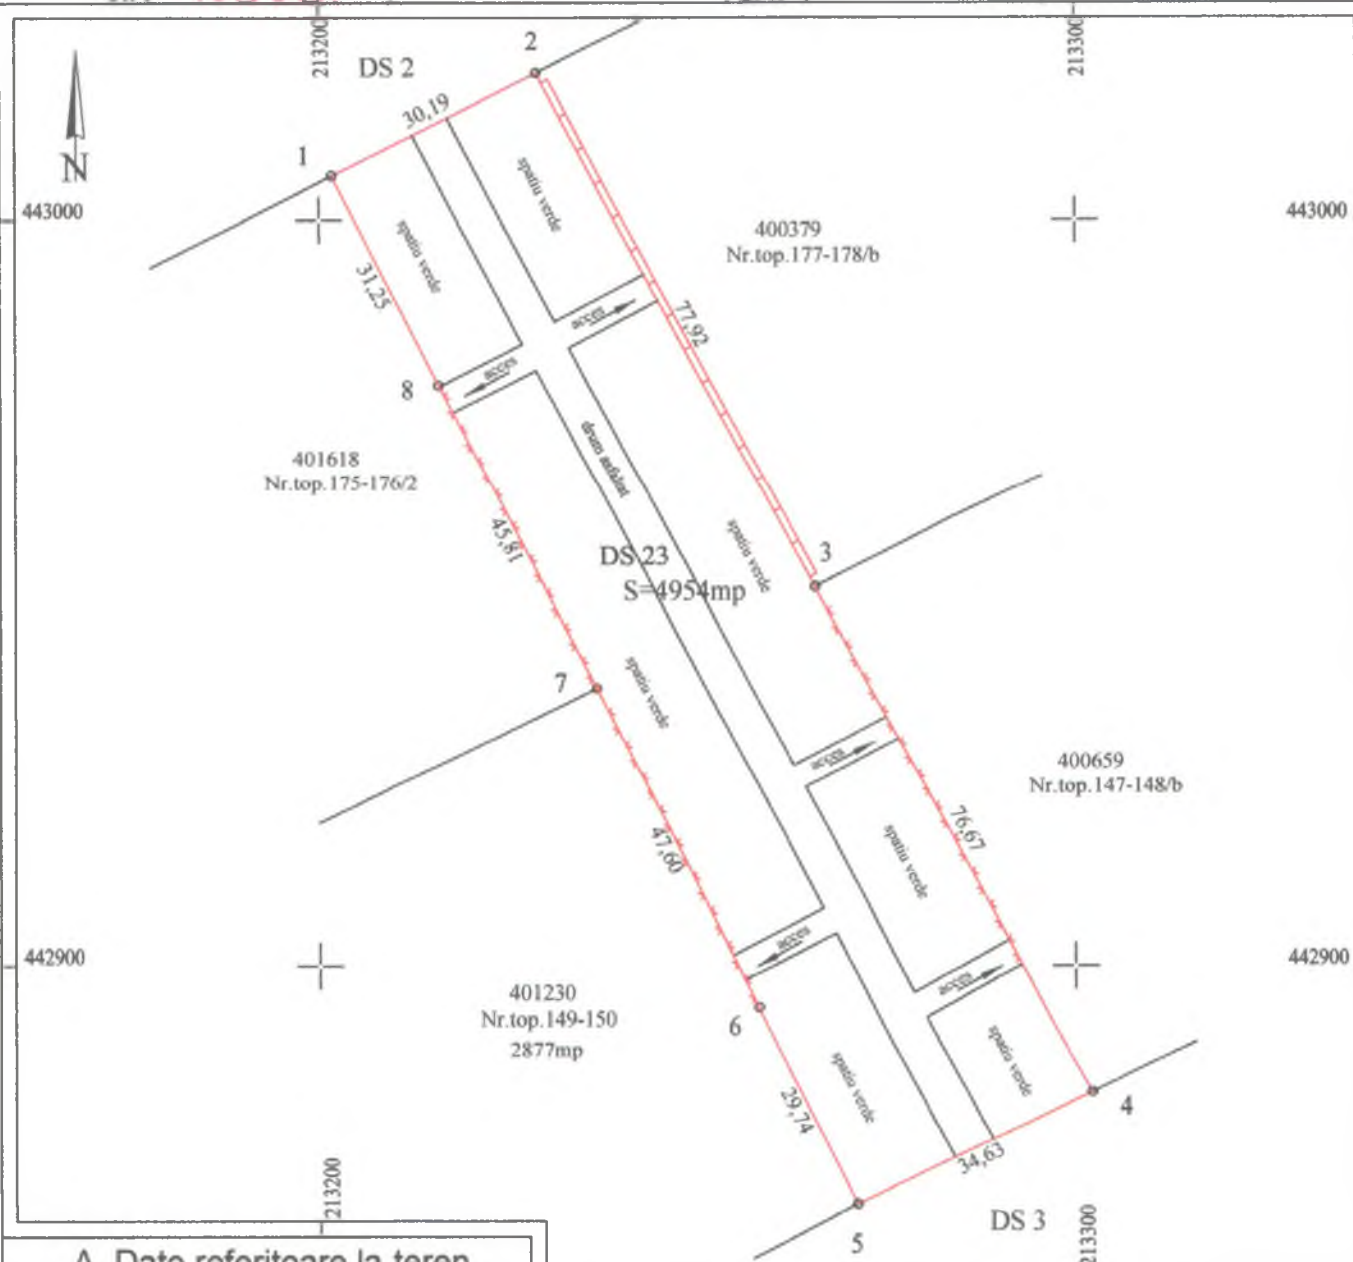 213200
213300
2
DS 2
30,19
1
N
443000
443000
spatiu verde
spatiu verde
400379
Nr.top.177-178/b
31,25
77,92
acces
acces
8
drum asfaltat
401618
Nr.top.175-176/2
45,81
spatiu verde
3
DS 23
S=4954mp
7
spatiu verde
acces
400659
Nr.top.147-148/b
47,60
76,67
spatiu verde
acces
442900
442900
acces
401230
Nr.top.149-150
2877mp
6
spatiu verde
spatiu verde
29,74
4
34,63
213200
DS 3
213300
5
A. Date referitoare la teren